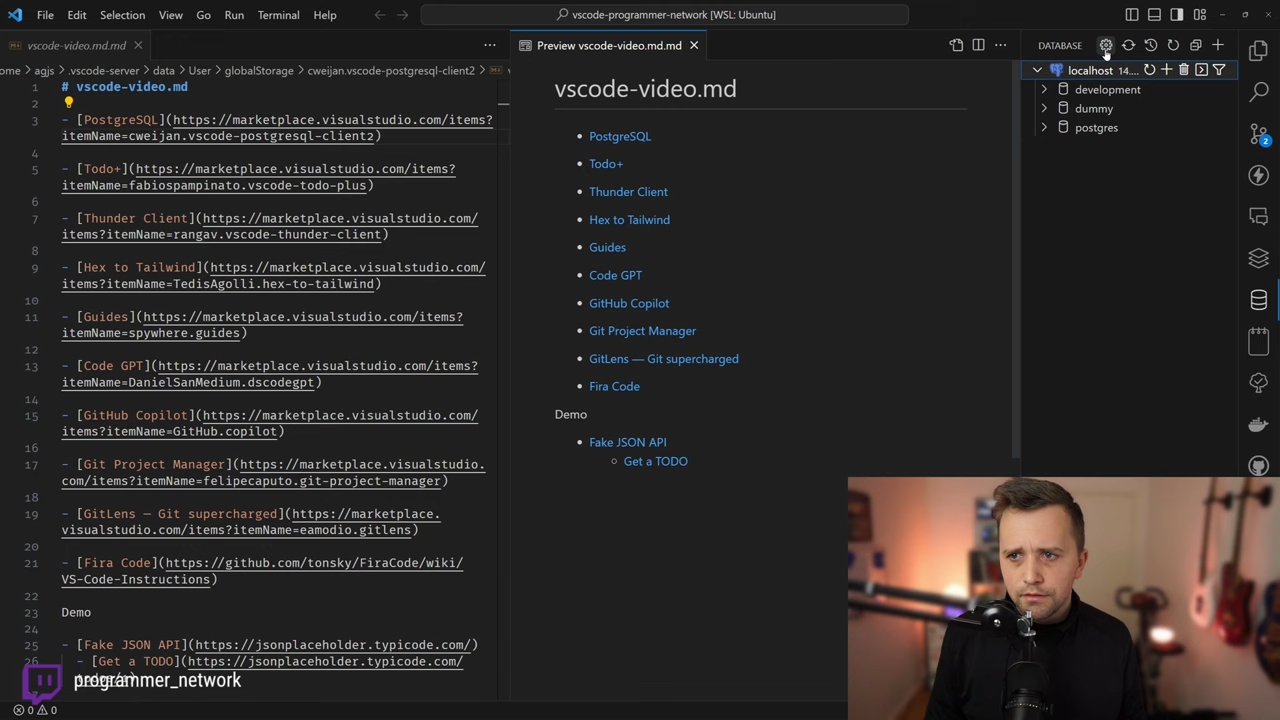 File Edit Selection View Go Run Terminal Help
vscode-programmer-network [WSL: Ubuntu]
vscode-video.md.md
Preview vscode-video.md.md
DATABASE
ome > agjs > .vscode-server > data > User > globalStorage > cweijan.vscode-postgresql-client2 >
localhost 14....
development
dummy
postgres
1 # vscode-video.md
2
3 - [PostgreSQL](https://marketplace.visualstudio.com/items?
itemName=cweijan.vscode-postgresql-client2)
4
5 - [Todo+](https://marketplace.visualstudio.com/items?
itemName=fabiospampinato.vscode-todo-plus)
6
7 - [Thunder Client](https://marketplace.visualstudio.com/
items?itemName=rangav.vscode-thunder-client)
8
9 - [Hex to Tailwind](https://marketplace.visualstudio.com/
items?itemName=TedisAgolli.hex-to-tailwind)
10
11 - [Guides](https://marketplace.visualstudio.com/items?
itemName=spywhere.guides)
12
13 - [Code GPT](https://marketplace.visualstudio.com/items?
itemName=DanielSanMedium.dscodegpt)
14
15 - [GitHub Copilot](https://marketplace.visualstudio.com/
items?itemName=GitHub.copilot)
16
17 - [Git Project Manager](https://marketplace.visualstudio.
com/items?itemName=felipecaputo.git-project-manager)
18
19 - [GitLens — Git supercharged](https://marketplace.
visualstudio.com/items?itemName=eamodio.gitlens)
20
21 - [Fira Code](https://github.com/tonsky/FiraCode/wiki/
VS-Code-Instructions)
22
23 Demo
24
25 - [Fake JSON API](https://jsonplaceholder.typicode.com/)
26 - [Get a TODO](https://jsonplaceholder.typicode.com/
vscode-video.md
PostgreSQL
Todo+
Thunder Client
Hex to Tailwind
Guides
Code GPT
GitHub Copilot
Git Project Manager
GitLens — Git supercharged
Fira Code
Demo
Fake JSON API
Get a TODO
2
programmer_network
0 0